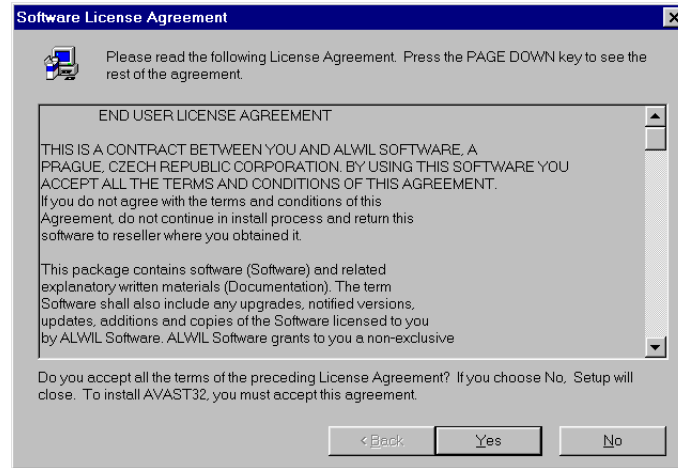 Software License Agreement
Please read the following License Agreement. Press the PAGE DOWN key to see the
rest of the agreement.
END USER LICENSE AGREEMENT
THIS IS A CONTRACT BETWEEN YOU AND ALWIL SOFTWARE, A
PRAGUE, CZECH REPUBLIC CORPORATION. BY USING THIS SOFTWARE YOU
ACCEPT ALL THE TERMS AND CONDITIONS OF THIS AGREEMENT.
If you do not agree with the terms and conditions of this
Agreement, do not continue in install process and return this
software to reseller where you obtained it.
This package contains software (Software) and related
explanatory written materials (Documentation). The term
Software shall also include any upgrades, notified versions,
updates, additions and copies of the Software licensed to you
by ALWIL Software. ALWIL Software grants to you a non-exclusive
Do you accept all the terms of the preceding License Agreement? If you choose No, Setup will
close. To install AVAST32, you must accept this agreement.
< Back Yes No